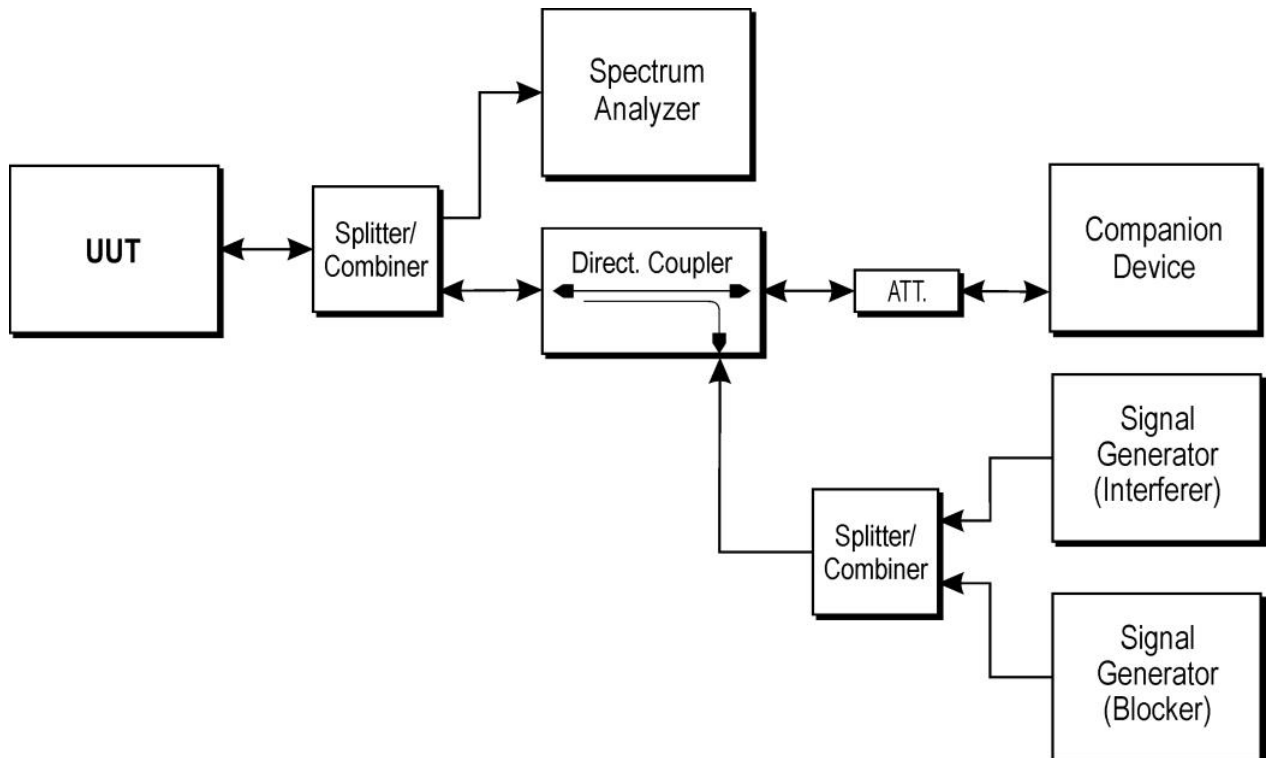 Spectrum
Analyzer
UUT
Splitter/
Combiner
Direct. Coupler
ATT.
Companion
Device
Signal
Generator
(Interferer)
Splitter/
Combiner
Signal
Generator
(Blocker)